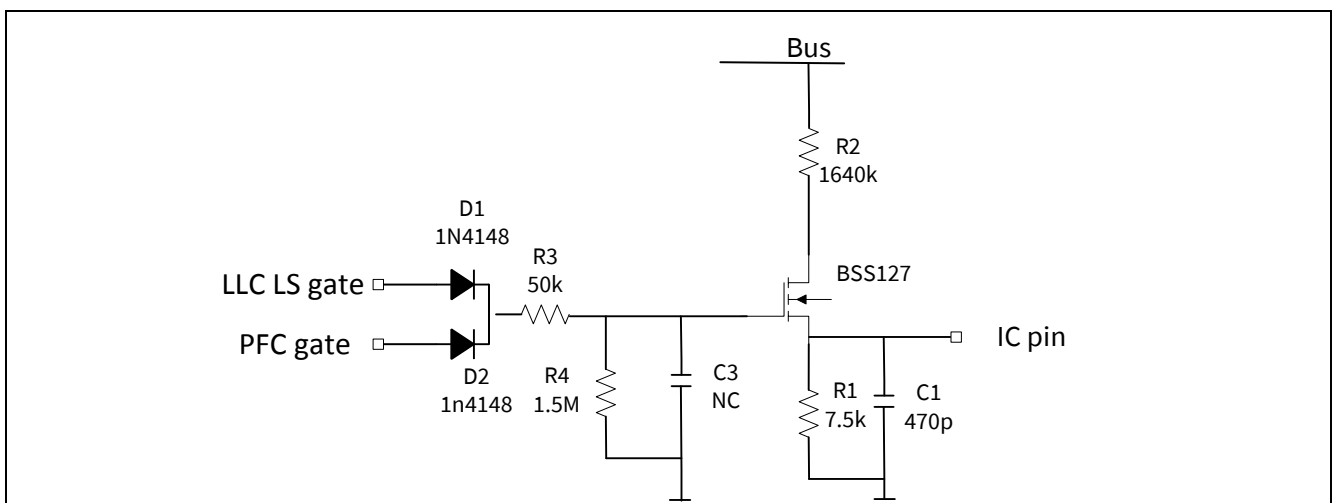 Bus
R2
1640k
D1
1N4148
R3
50k
BSS127
LLC LS gate
PFC gate
IC pin
D2
1n4148
R4
1.5M
C3
NC
R1
7.5k
C1
470p